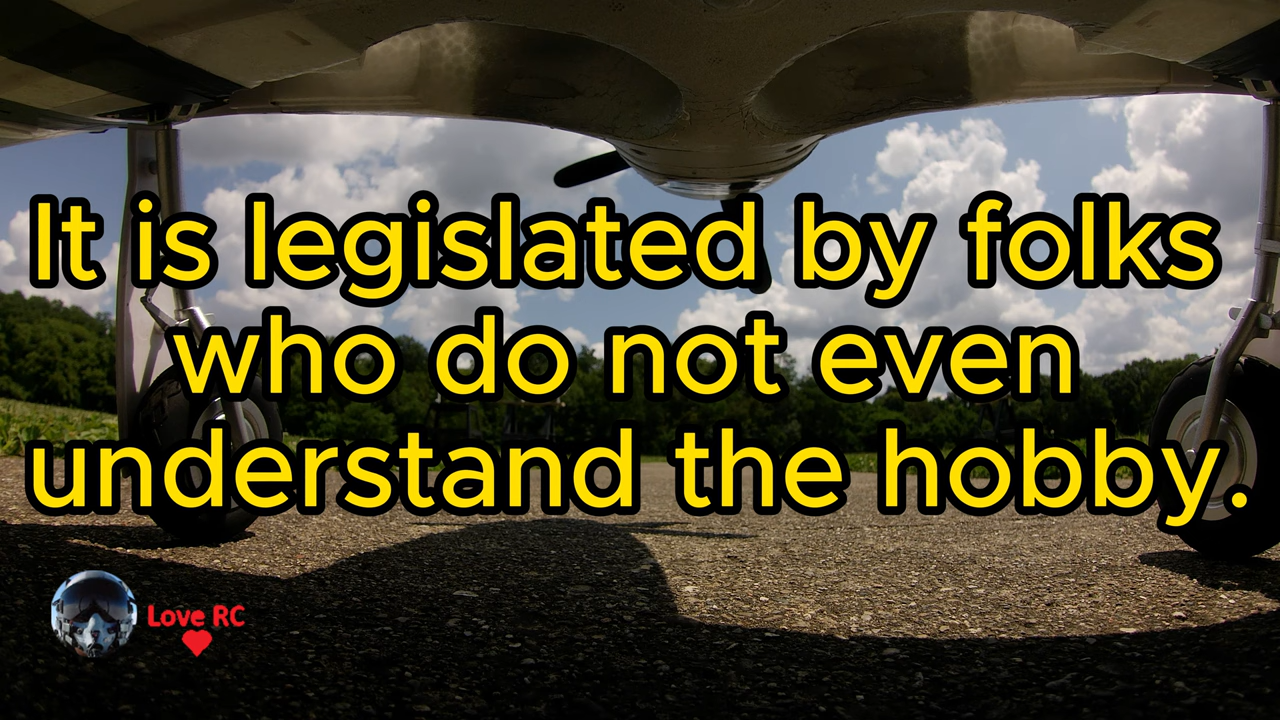 It is legislated by folks
who do not even
understand the hobby.
Love RC